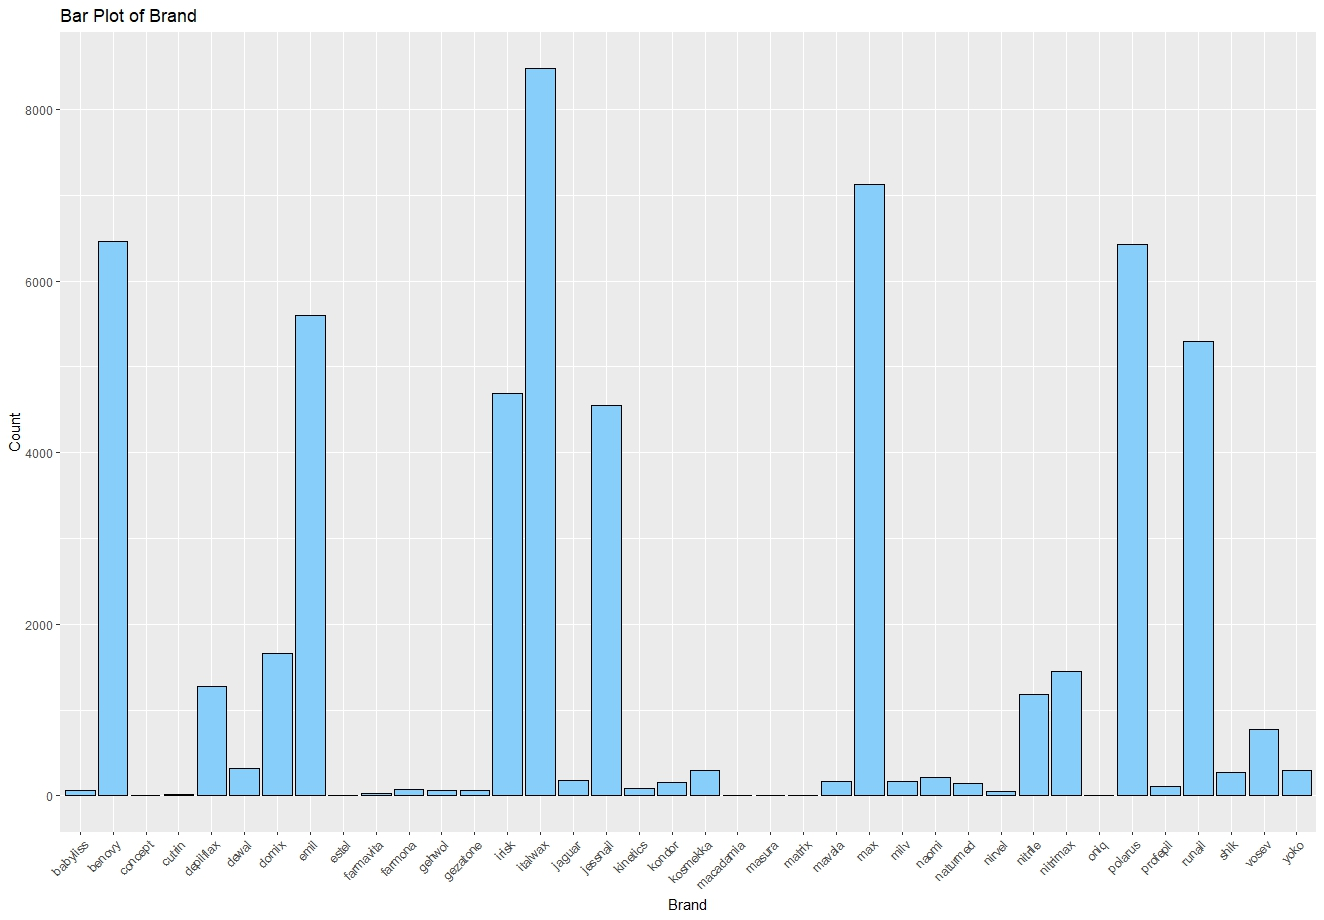 Bar Plot of Brand
8000
6000
4000
2000
0
Count
babyliss
benovy
concept
cutrin
depilflax
dewal
domix
emil
estel
farmavita
farmona
gehwol
gezatone
irisk
italwax
jaguar
jessnail
kinetics
kondor
kosmekka
macadamia
masura
matrix
mavala
max
milv
naomi
naturmed
nirvel
nitrile
nitrimax
oniq
polarus
profepil
runail
shik
vosev
yoko
Brand